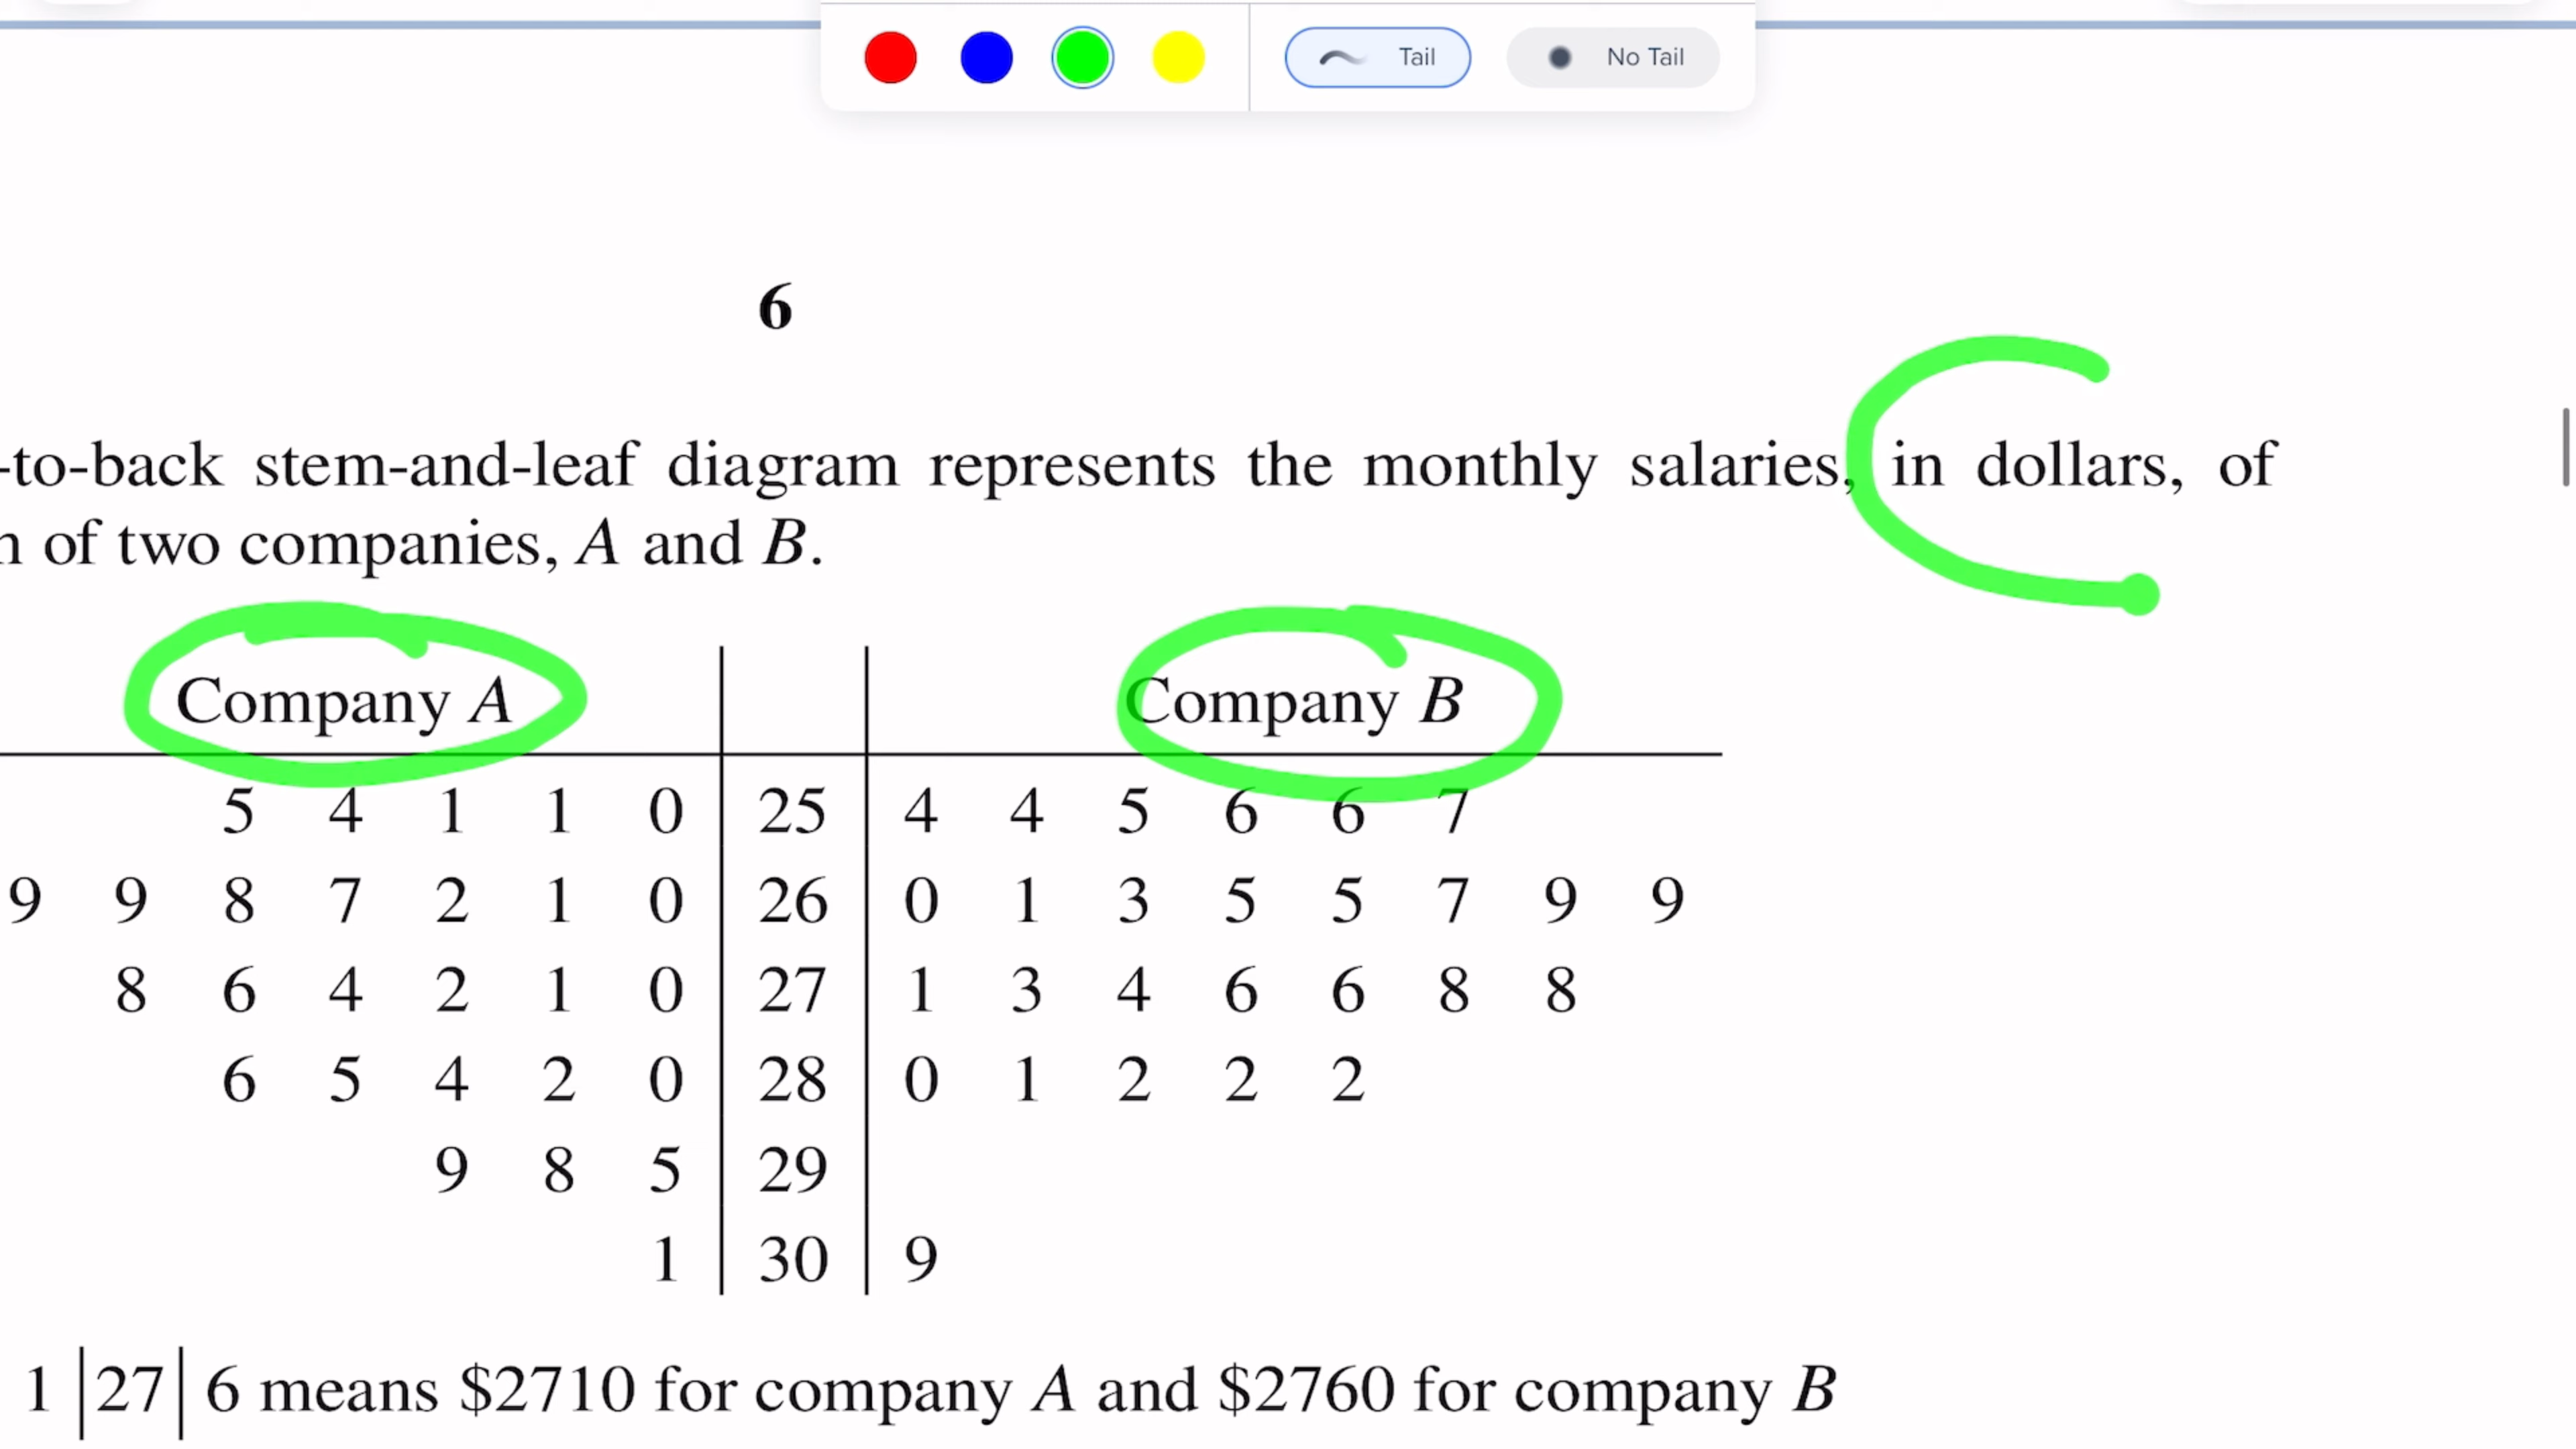 Tail No Tail
6
-to-back stem-and-leaf diagram represents the monthly salaries, in dollars, of
of two companies, A and B.
Company A Company B
5 4 1 1 0 25 4 4 5 6 6 7
9 9 8 7 2 1 0 26 0 1 3 5 5 7 9 9
8 6 4 2 1 0 27 1 3 4 6 6 8 8
6 5 4 2 0 28 0 1 2 2 2
9 8 5 29
1 30 9
1 |27| 6 means $2710 for company A and $2760 for company B